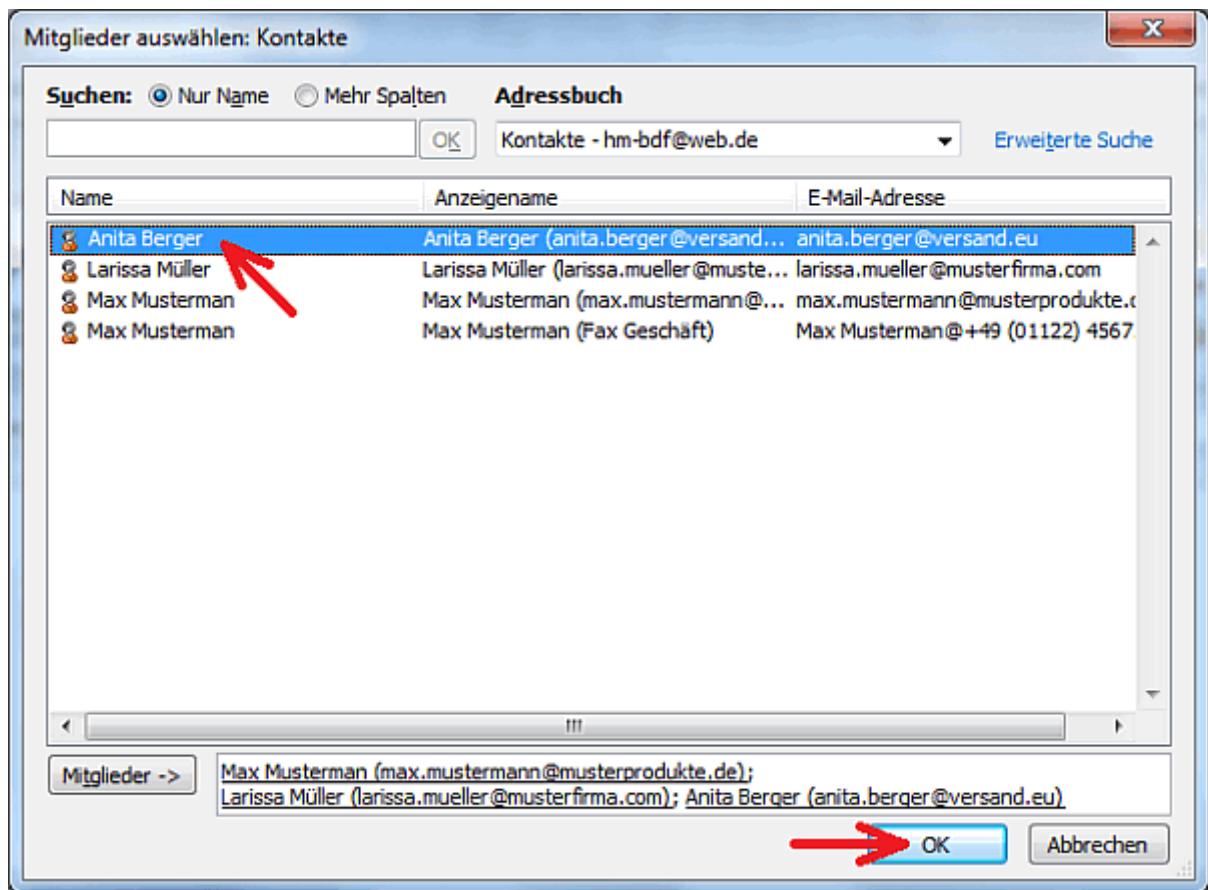 Mitglieder auswählen: Kontakte
Suchen: Nur Name Mehr Spalten Adressbuch
OK Kontakte - hm-bdf@web.de Erweiterte Suche
Name Anzeigename E-Mail-Adresse
Anita Berger Anita Berger (anita.berger@versand... anita.berger@versand.eu
Larissa Müller Larissa Müller (larissa.mueller@muste... larissa.mueller@musterfirma.com
Max Musterman Max Musterman (max.mustermann@... max.mustermann@musterprodukte.c
Max Musterman Max Musterman (Fax Geschäft) Max Musterman@+49 (01122) 4567.
Mitglieder -> Max Musterman (max.mustermann@musterprodukte.de);
Larissa Müller (larissa.mueller@musterfirma.com); Anita Berger (anita.berger@versand.eu)
OK Abbrechen